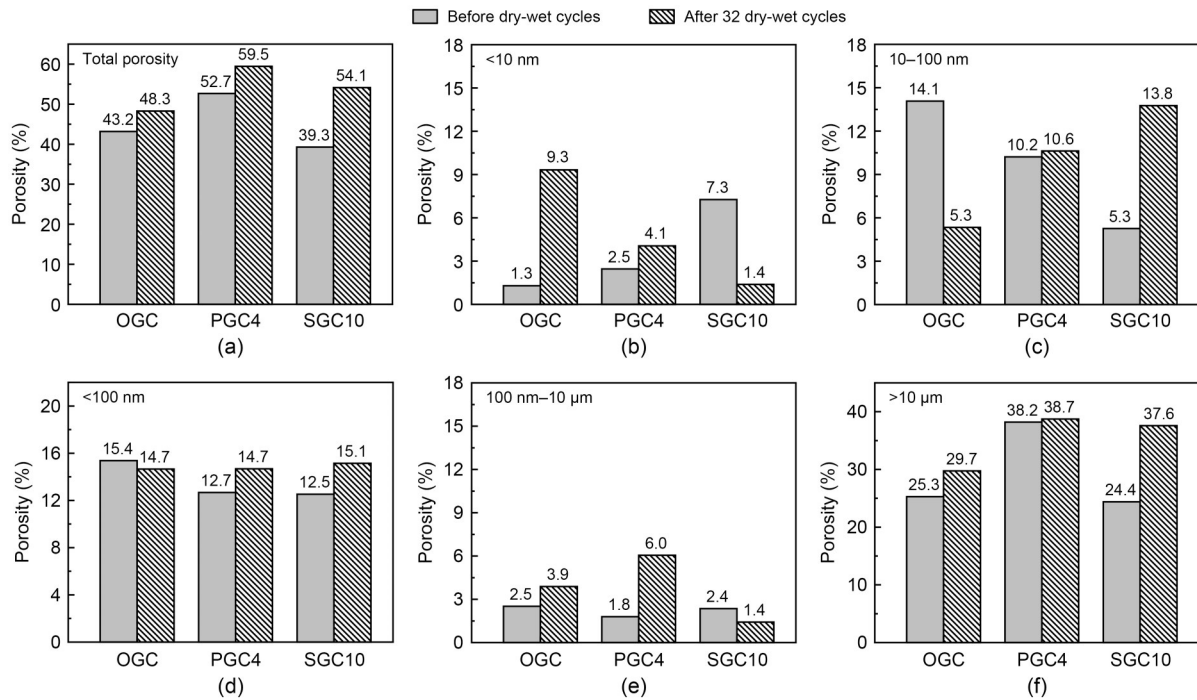 Before dry-wet cycles After 32 dry-wet cycles
Total porosity
Porosity (%)
60
50
40
30
20
10
0
43.2 48.3 52.7 59.5 39.3 54.1
OGC PGC4 SGC10
(a)
<10 nm
Porosity (%)
18
15
12
9
6
3
0
1.3 9.3 2.5 4.1 7.3 1.4
OGC PGC4 SGC10
(b)
10–100 nm
Porosity (%)
18
15
12
9
6
3
0
14.1 5.3 10.2 10.6 5.3 13.8
OGC PGC4 SGC10
(c)
<100 nm
Porosity (%)
20
16
12
8
4
0
15.4 14.7 12.7 14.7 12.5 15.1
OGC PGC4 SGC10
(d)
100 nm–10 μm
Porosity (%)
18
15
12
9
6
3
0
2.5 3.9 1.8 6.0 2.4 1.4
OGC PGC4 SGC10
(e)
>10 μm
Porosity (%)
40
30
20
10
0
25.3 29.7 38.2 38.7 24.4 37.6
OGC PGC4 SGC10
(f)